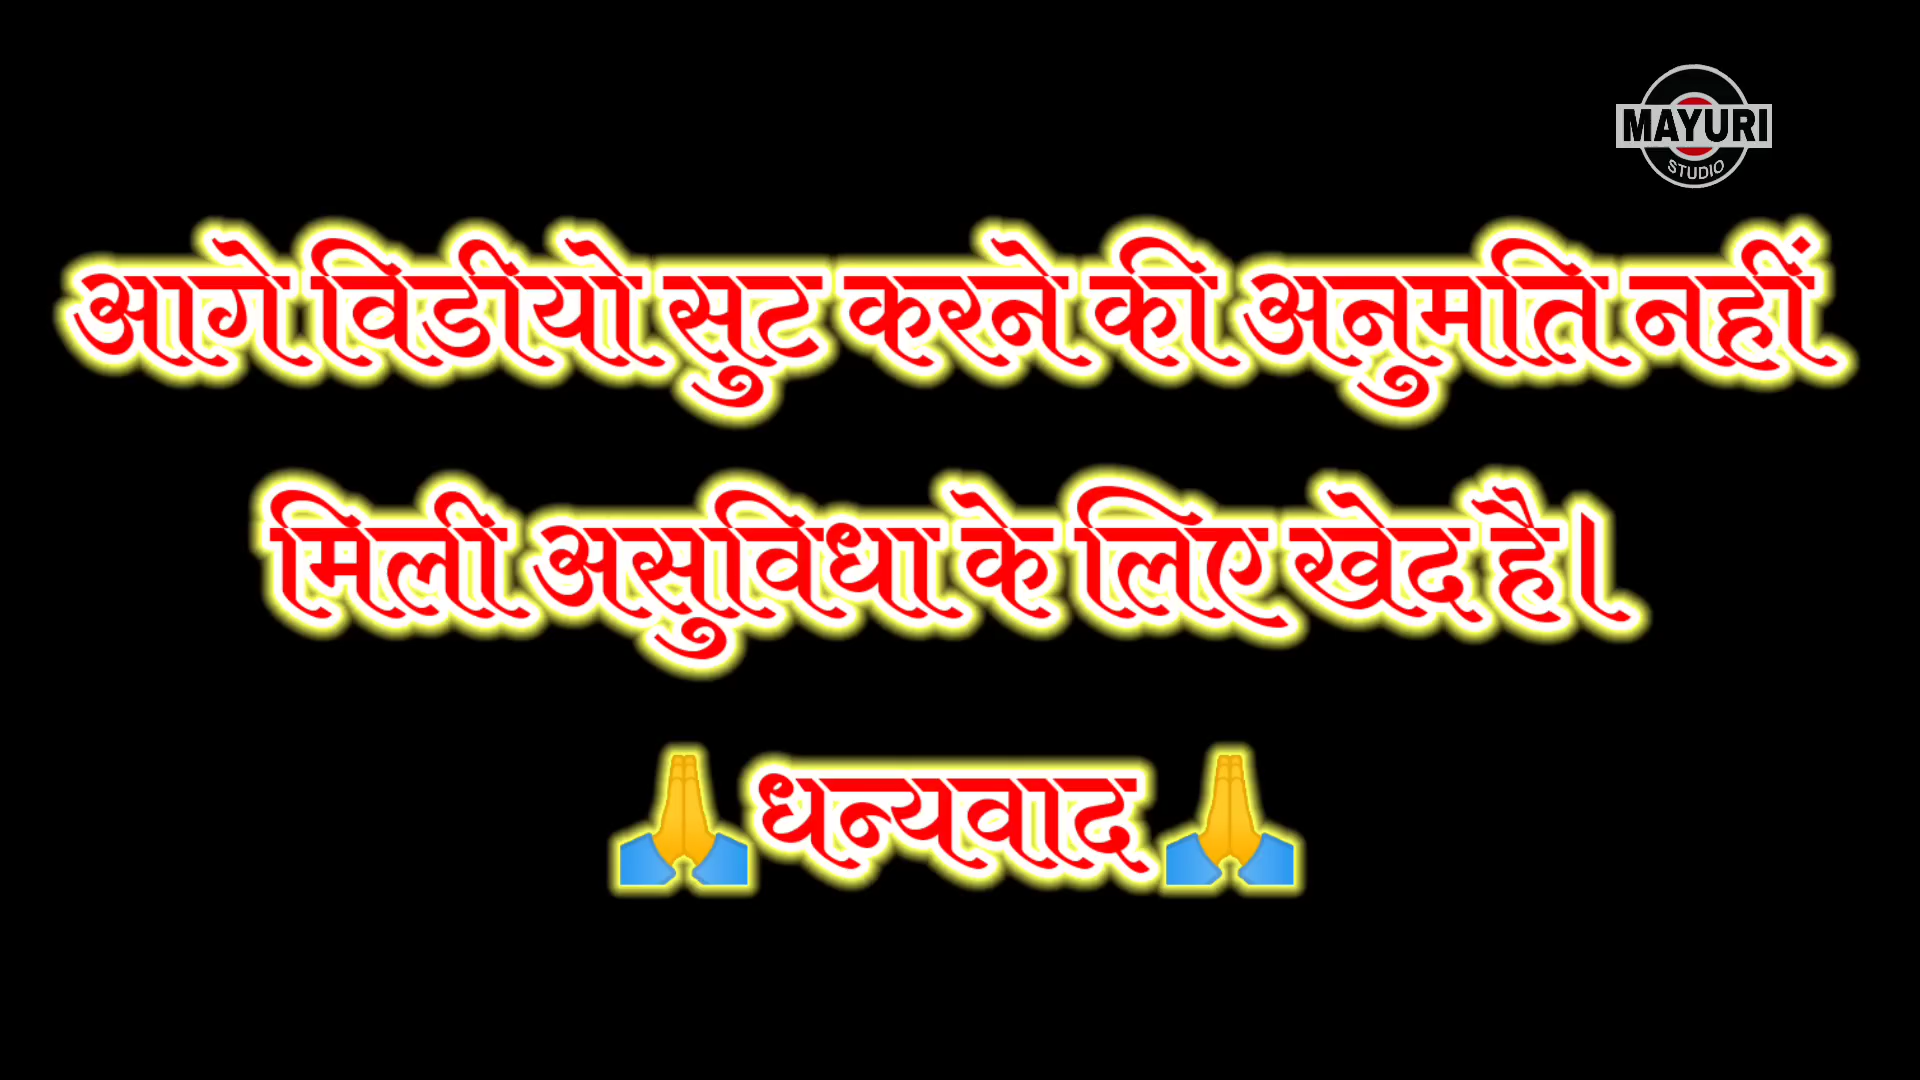 MAYURI
STUDIO
आगे विडीयो सुट करने की अनुमति नहीं
मिली असुविधा के लिए खेद है।
🙏धन्यवाद🙏